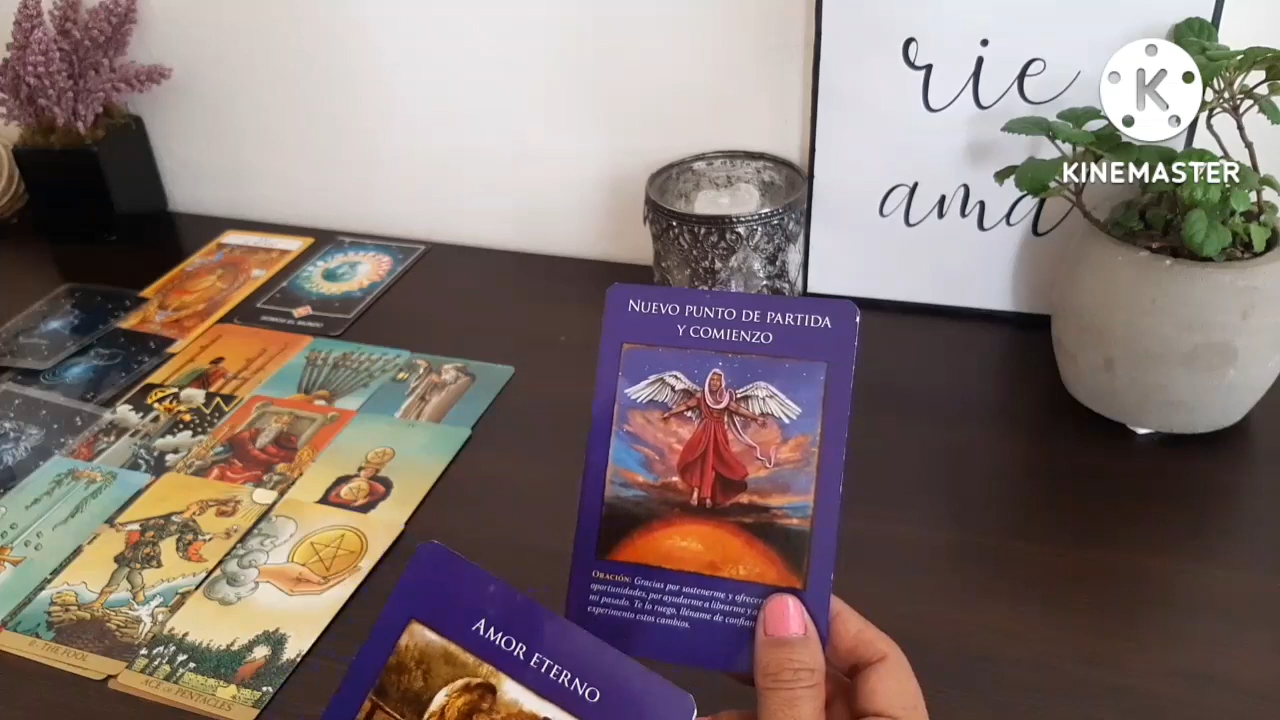 rie
ama
KINEMASTER
NUEVO PUNTO DE PARTIDA
Y COMIENZO
ORACIÓN: Gracias por sostenerme y ofrecer
oportunidades, por ayudarme a librarme y a
mi pasado. Te lo ruego, lléname de confian
experimento estos cambios.
AMOR ETERNO
0 - THE FOOL
ACE OF PENTACLES